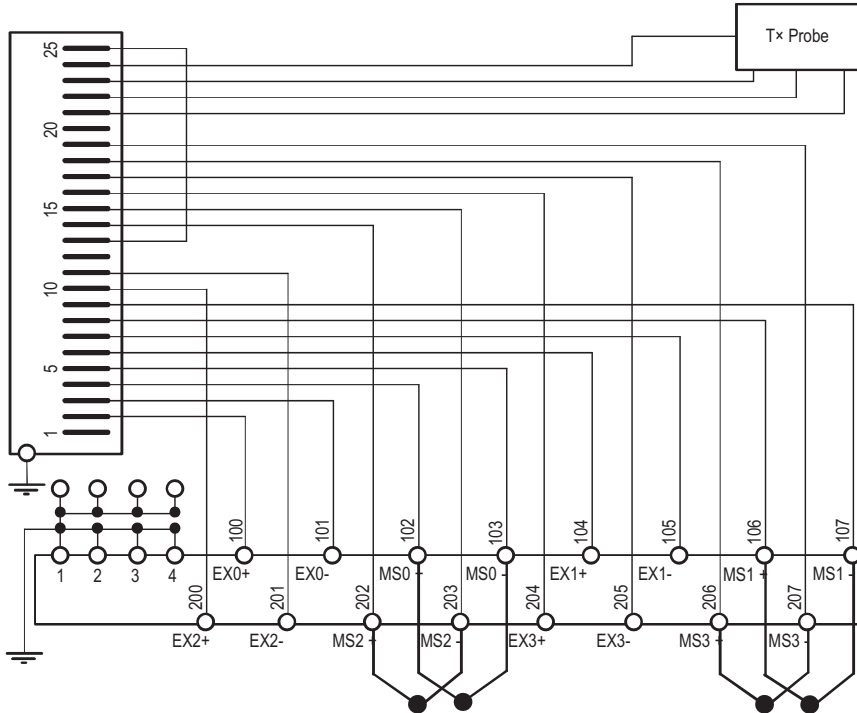 25
T× Probe
20
15
10
5
1
100
101
102
103
104
105
106
107
1
2
3
4
EX0+
EX0-
MS0 +
MS0 -
EX1+
EX1-
MS1 +
MS1 -
200
201
202
203
204
205
206
207
EX2+
EX2-
MS2 +
MS2 -
EX3+
EX3-
MS3 +
MS3 -